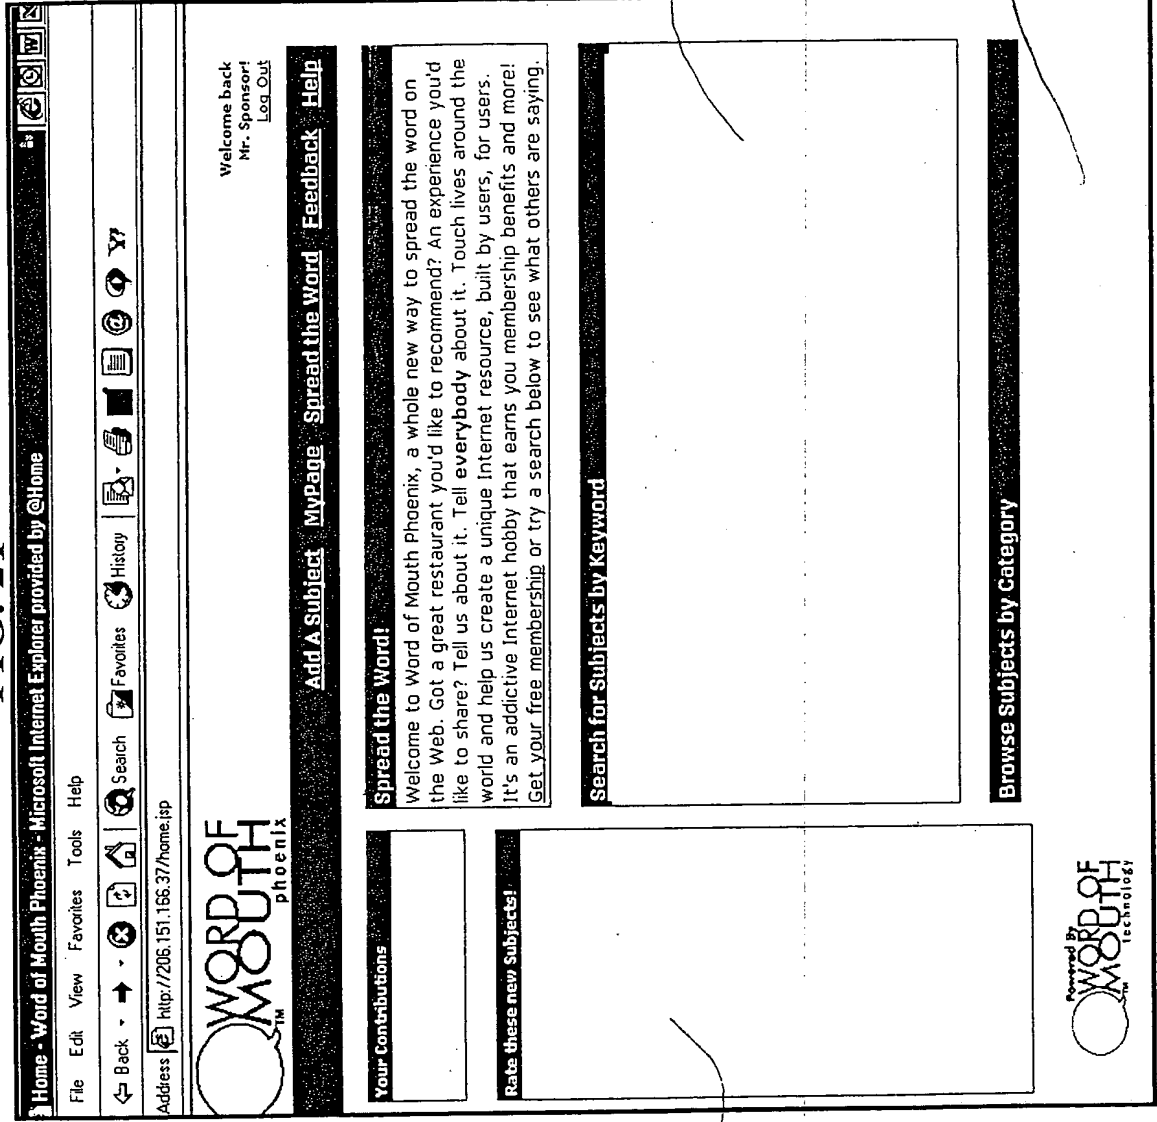 Home - Word of Mouth Phoenix - Microsoft Internet Explorer provided by @Home
File Edit View Favorites Tools Help
Back Search Favorites History
Address http://206.151.166.37/home.jsp
WORD OF
MOUTH
phoenix
TM
Welcome back
Mr. Sponsor!
Log Out
Add A Subject MyPage Spread the Word Feedback Help
Your Contributions
Rate these new Subjects!
Spread the Word!
Welcome to Word of Mouth Phoenix, a whole new way to spread the word on
the Web. Got a great restaurant you'd like to recommend? An experience you'd
like to share? Tell us about it. Tell everybody about it. Touch lives around the
world and help us create a unique Internet resource, built by users, for users.
It's an addictive Internet hobby that earns you membership benefits and more!
Get your free membership or try a search below to see what others are saying.
Search for Subjects by Keyword
Browse Subjects by Category
Powered By
WORD OF
MOUTH
technology
TM